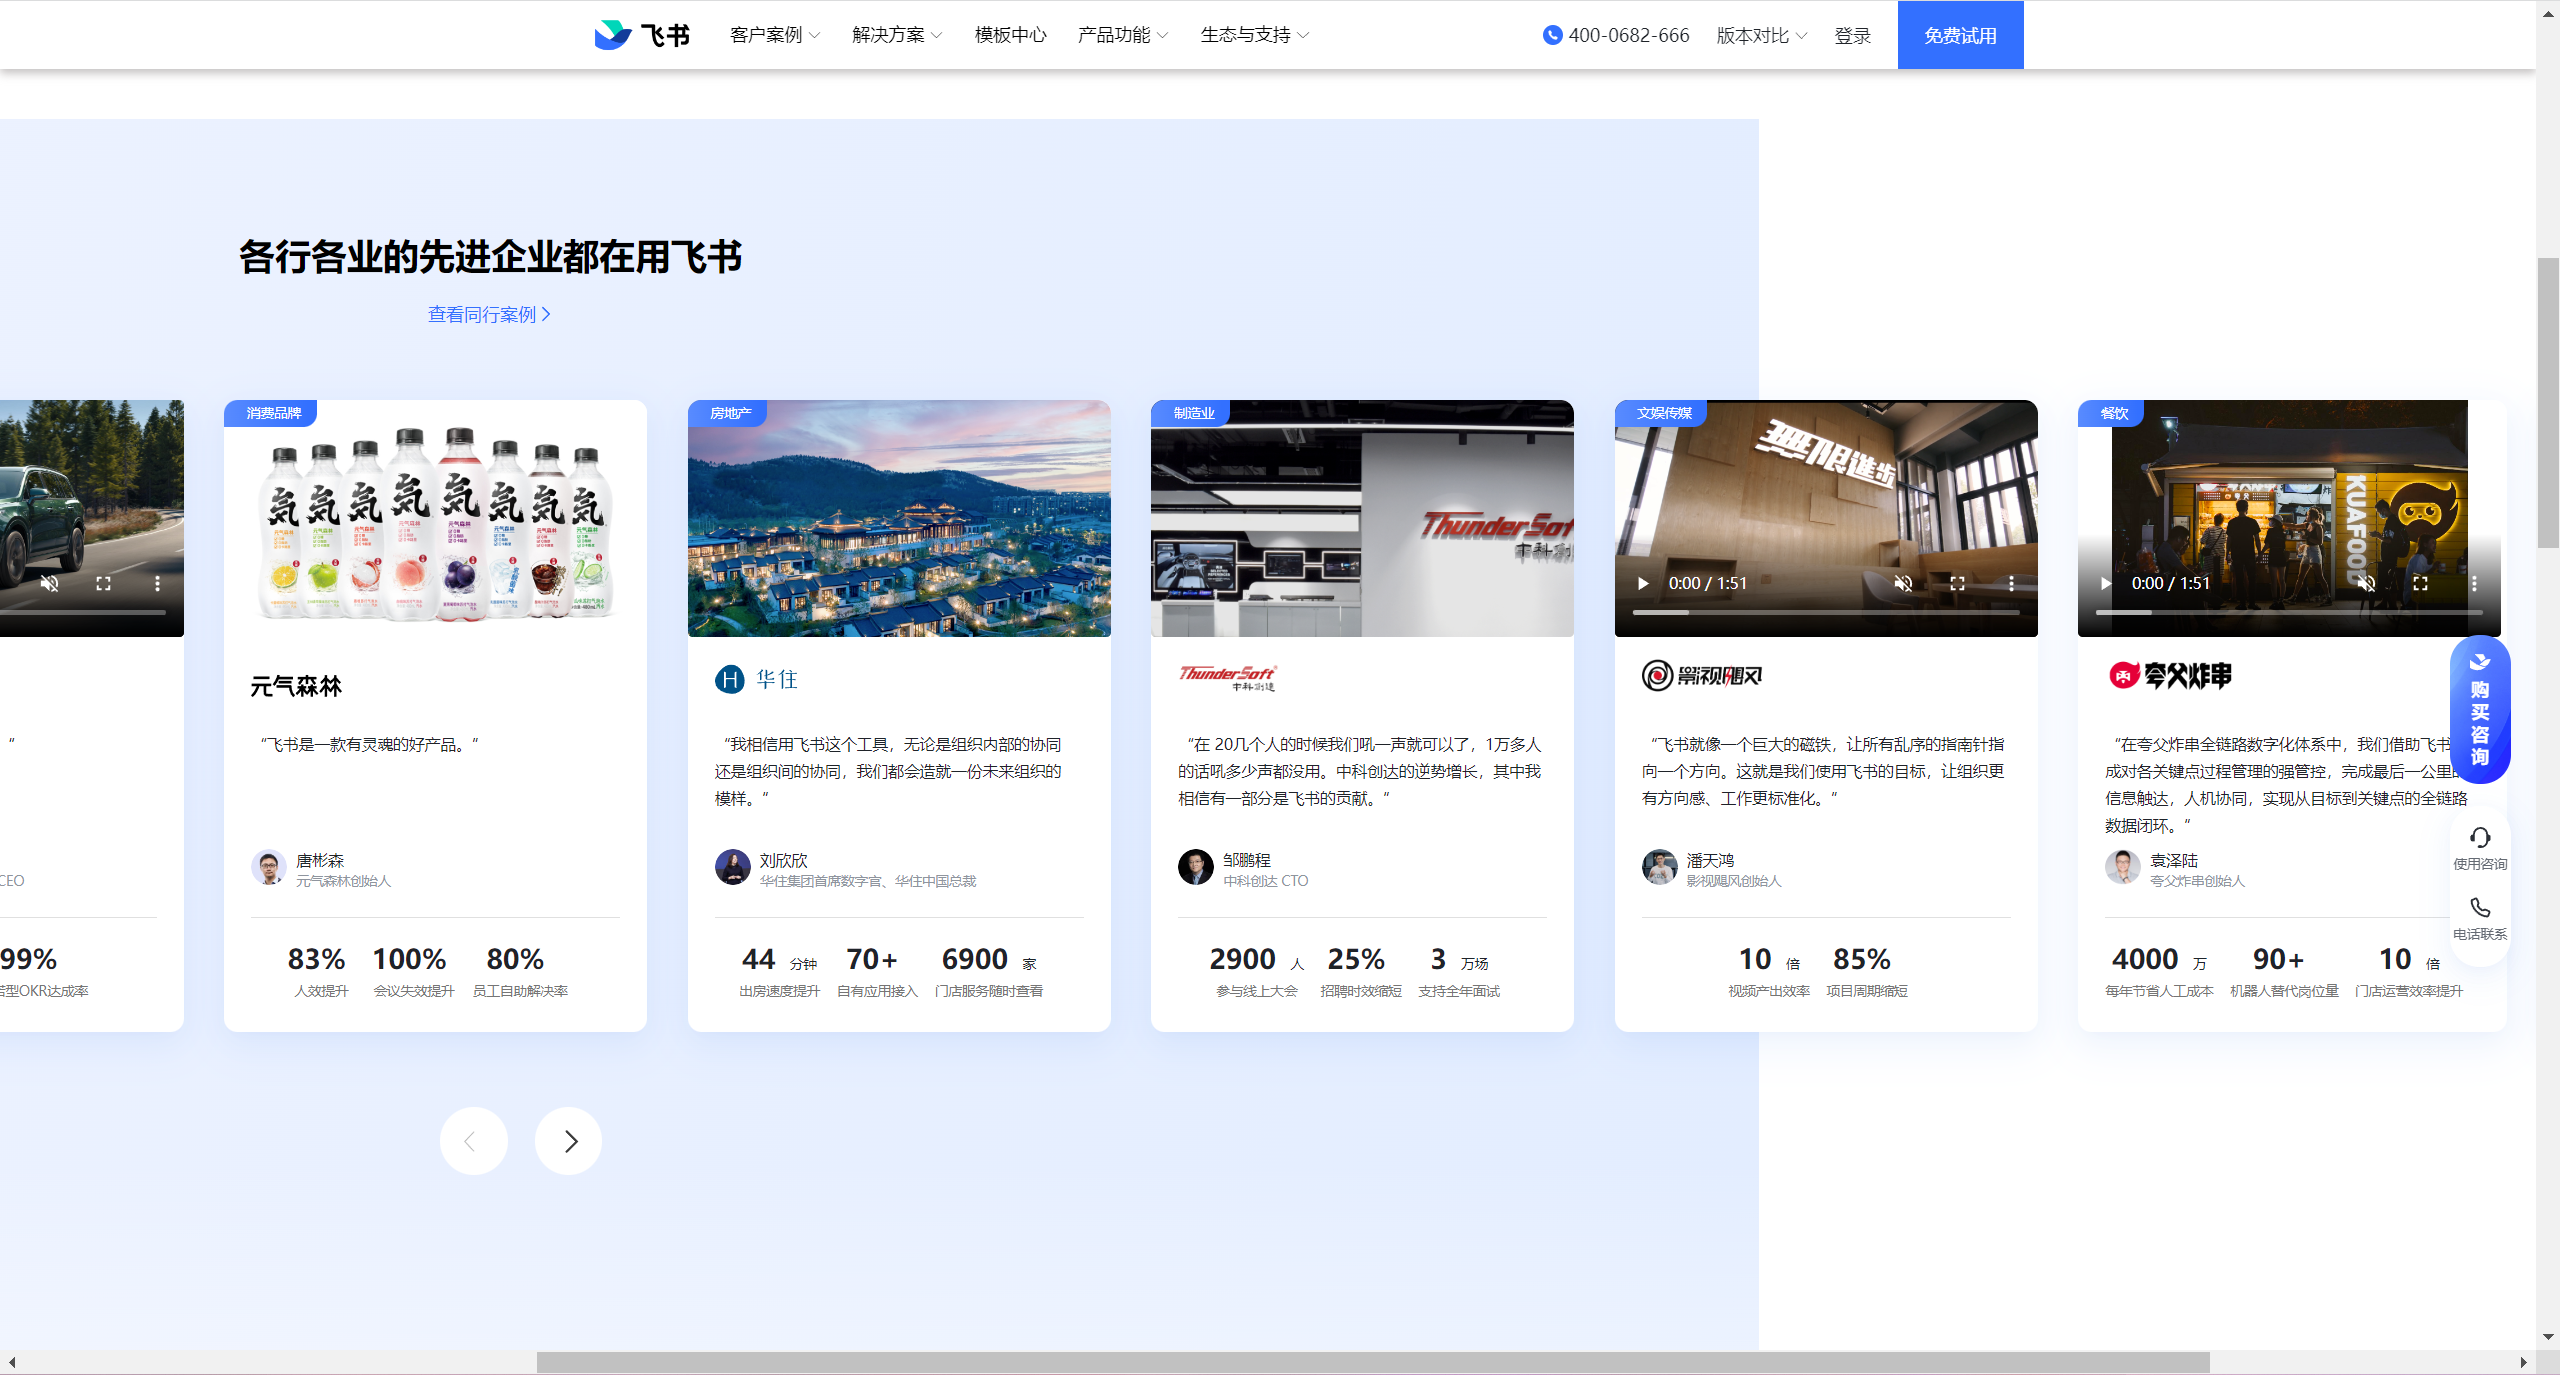 飞书
客户案例
解决方案
模板中心
产品功能
生态与支持
400-0682-666
版本对比
登录
免费试用
各行各业的先进企业都在用飞书
查看同行案例
”
CEO
99%
型OKR达成率
消费品牌
元气森林
“飞书是一款有灵魂的好产品。”
唐彬森
元气森林创始人
83% 100% 80%
人效提升 会议失效提升 员工自助解决率
房地产
华住
“我相信用飞书这个工具，无论是组织内部的协同
还是组织间的协同，我们都会造就一份未来组织的
模样。”
刘欣欣
华住集团首席数字官、华住中国总裁
44 分钟 70+ 6900 家
出房速度提升 自有应用接入 门店服务随时查看
制造业
ThunderSoft
中科创
ThunderSoft
中科创达
“在 20几个人的时候我们吼一声就可以了，1万多人
的话吼多少声都没用。中科创达的逆势增长，其中我
相信有一部分是飞书的贡献。”
邹鹏程
中科创达 CTO
2900 人 25% 3 万场
参与线上大会 招聘时效缩短 支持全年面试
文娱传媒
無限進步
0:00 / 1:51
影视飓风
“飞书就像一个巨大的磁铁，让所有乱序的指南针指
向一个方向。这就是我们使用飞书的目标，让组织更
有方向感、工作更标准化。”
潘天鸿
影视飓风创始人
10 倍 85%
视频产出效率 项目周期缩短
餐饮
KUAFOOD
0:00 / 1:51
夸父炸串
“在夸父炸串全链路数字化体系中，我们借助飞书
成对各关键点过程管理的强管控，完成最后一公里
信息触达，人机协同，实现从目标到关键点的全链路
数据闭环。”
袁泽陆
夸父炸串创始人
4000 万 90+ 10 倍
每年节省人工成本 机器人替代岗位量 门店运营效率提升
购买咨询
使用咨询
电话联系